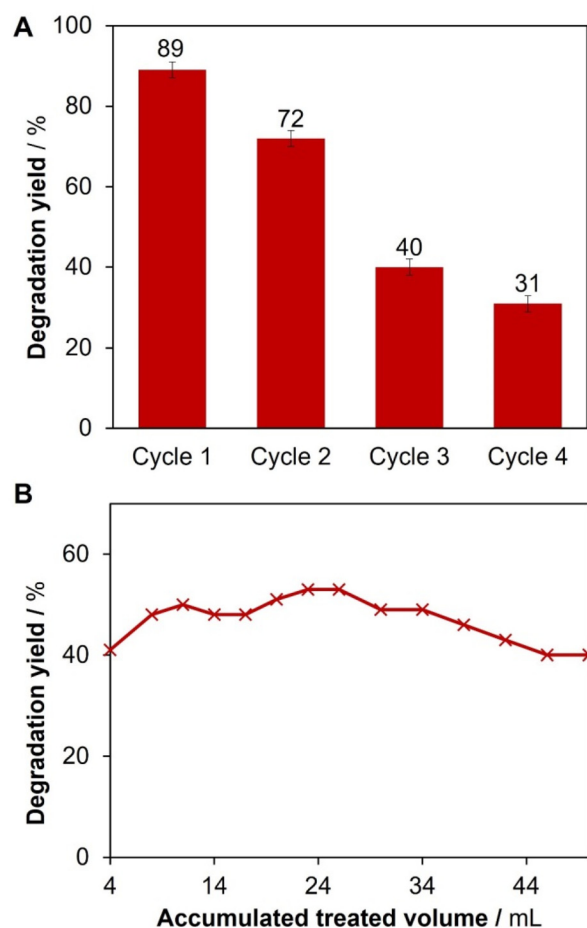 A
Degradation yield / %
100
80
60
40
20
0
89
72
40
31
Cycle 1 Cycle 2 Cycle 3 Cycle 4
B
Degradation yield / %
60
40
20
0
4 14 24 34 44
Accumulated treated volume / mL